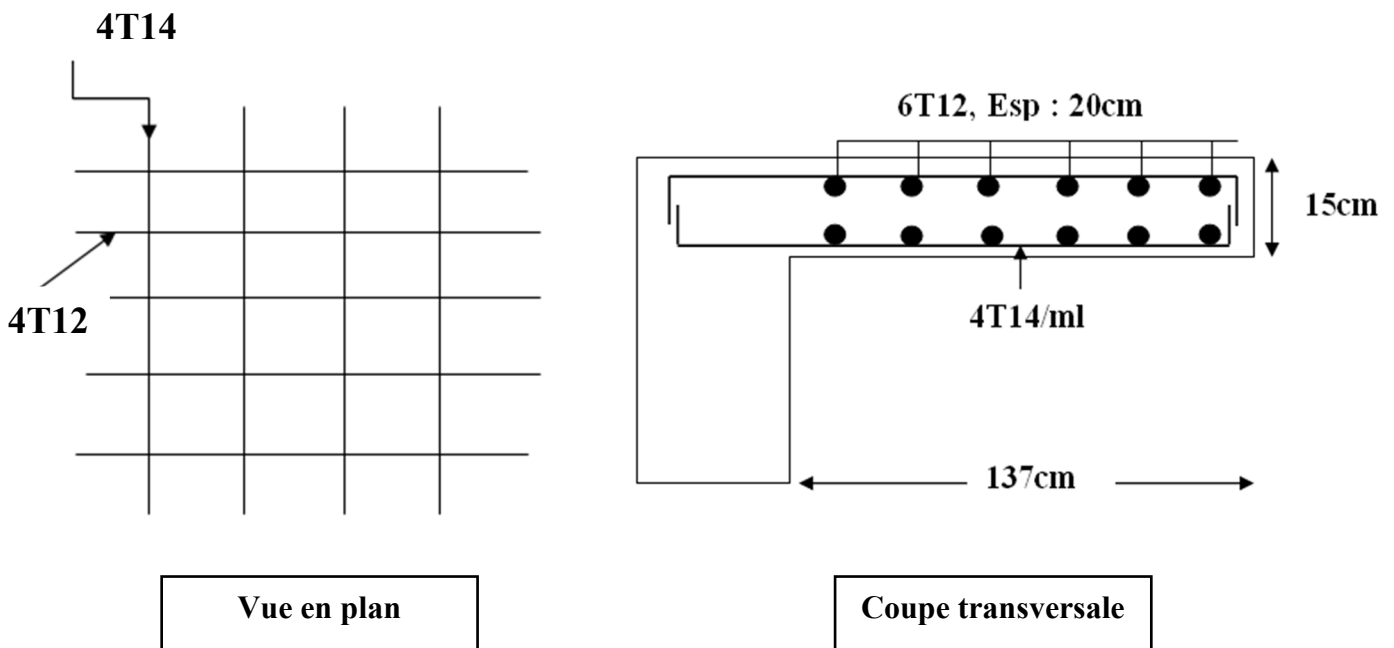 4T14
4T12
Vue en plan
6T12, Esp : 20cm
15cm
4T14/ml
137cm
Coupe transversale